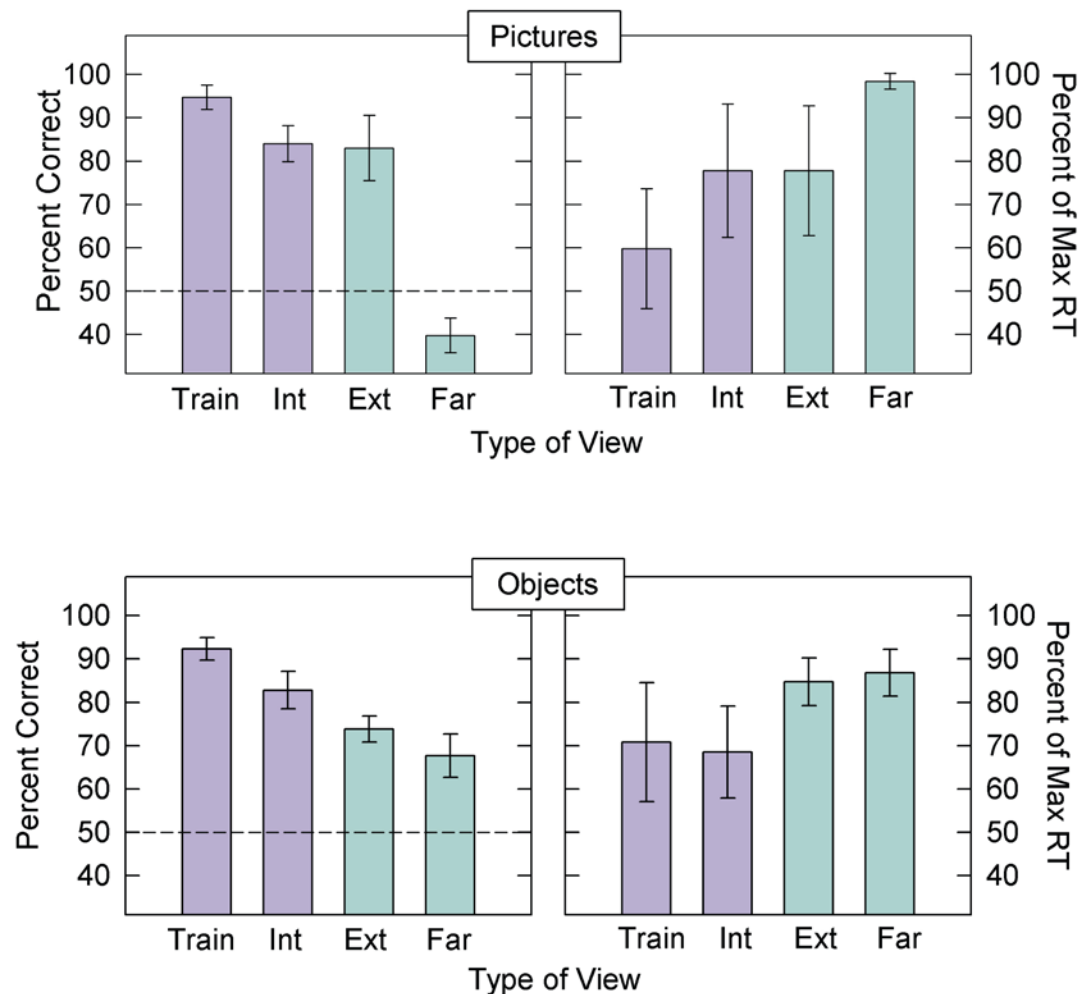 Pictures
Percent Correct
100
90
80
70
60
50
40
100
90
80
70
60
50
40
Percent of Max RT
Train Int Ext Far
Train Int Ext Far
Type of View
Objects
Percent Correct
100
90
80
70
60
50
40
100
90
80
70
60
50
40
Percent of Max RT
Train Int Ext Far
Train Int Ext Far
Type of View